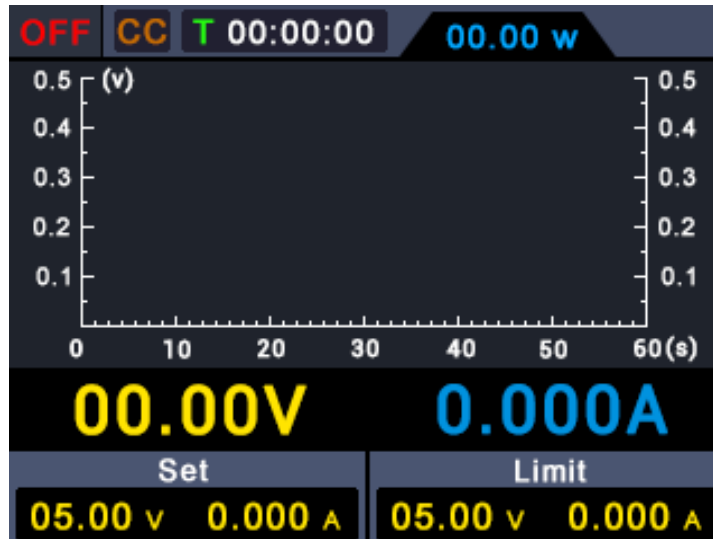 OFF CC T 00:00:00 00.00 w
0.5 (v) 0.5
0.4 0.4
0.3 0.3
0.2 0.2
0.1 0.1
0 10 20 30 40 50 60(s)
00.00V 0.000A
Set Limit
05.00 v 0.000 A 05.00 v 0.000 A